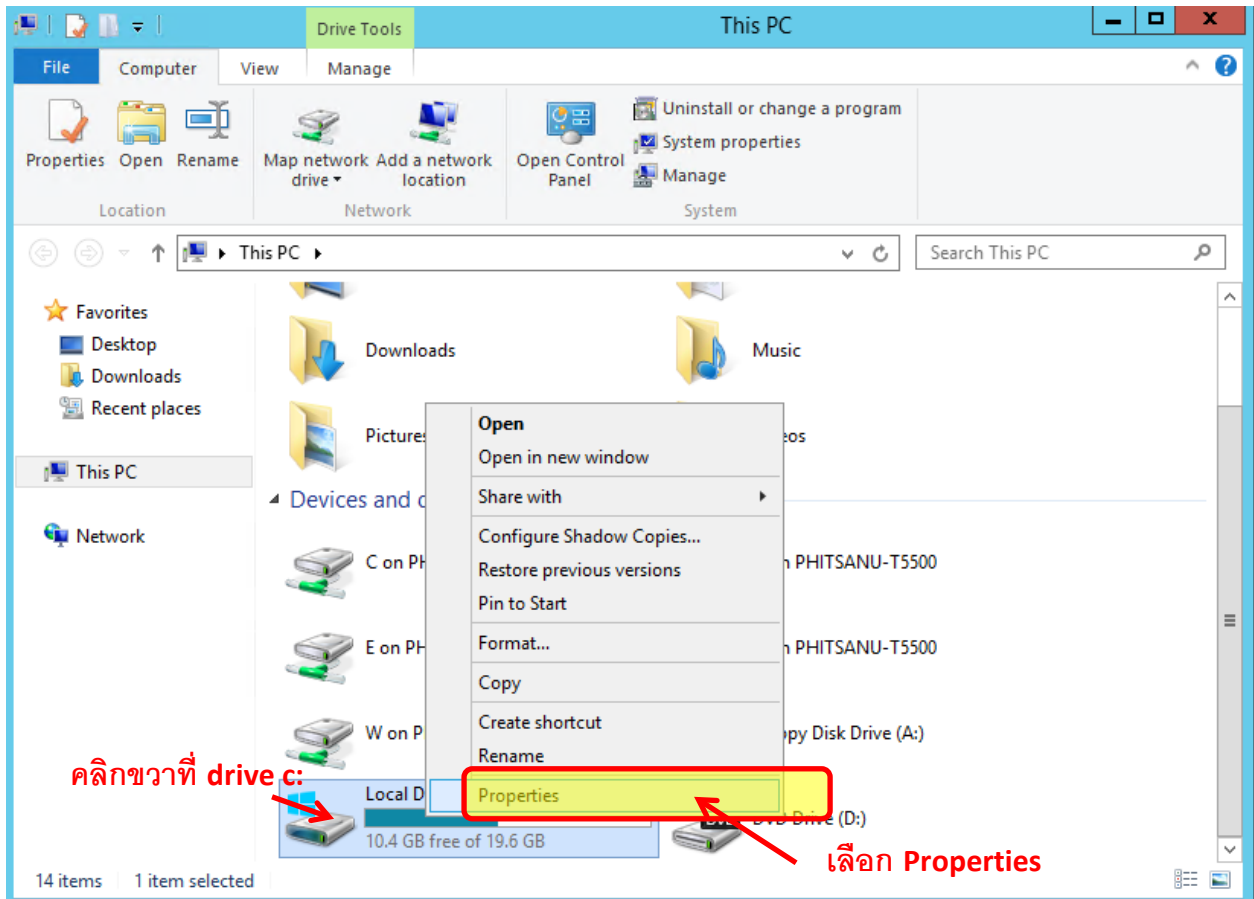 Drive Tools
This PC
File
Computer
View
Manage
Properties
Open
Rename
Map network drive
Add a network location
Open Control Panel
Uninstall or change a program
System properties
Manage
Location
Network
System
This PC
Search This PC
Favorites
Desktop
Downloads
Recent places
This PC
Network
Downloads
Music
Pictures
eos
Devices and d
C on PH
n PHITSANU-T5500
E on PH
n PHITSANU-T5500
W on P
ppy Disk Drive (A:)
Local D
10.4 GB free of 19.6 GB
DVD Drive (D:)
Open
Open in new window
Share with
Configure Shadow Copies...
Restore previous versions
Pin to Start
Format...
Copy
Create shortcut
Rename
Properties
คลิกขวาที่ drive c:
เลือก Properties
14 items
1 item selected